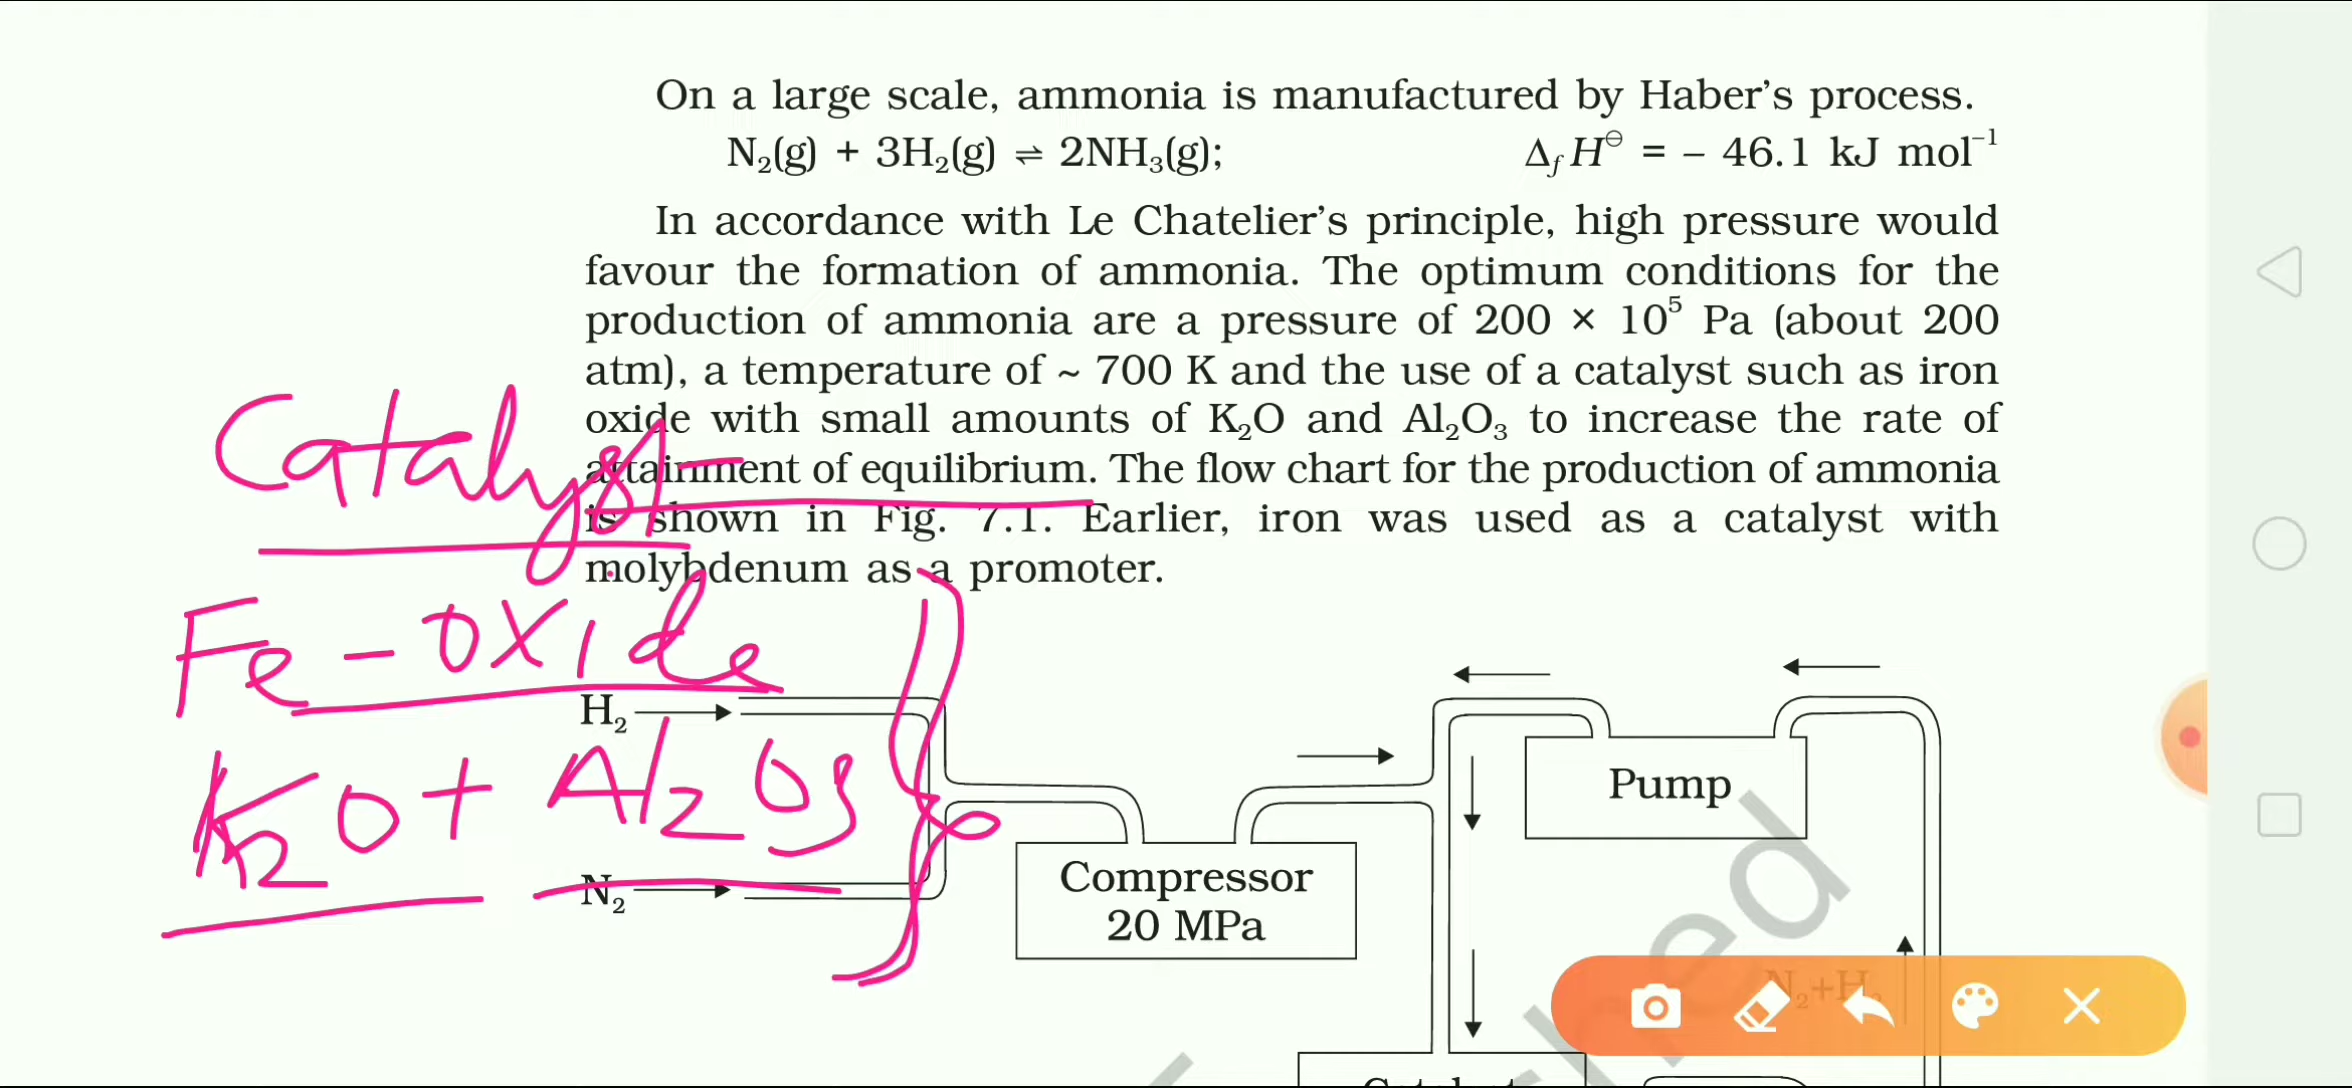 On a large scale, ammonia is manufactured by Haber's process.
N₂(g) + 3H₂(g) ⇌ 2NH₃(g); ΔfH⊖ = – 46.1 kJ mol⁻¹
In accordance with Le Chatelier's principle, high pressure would
favour the formation of ammonia. The optimum conditions for the
production of ammonia are a pressure of 200 × 10⁵ Pa (about 200
atm), a temperature of ~ 700 K and the use of a catalyst such as iron
oxide with small amounts of K₂O and Al₂O₃ to increase the rate of
attainment of equilibrium. The flow chart for the production of ammonia
is shown in Fig. 7.1. Earlier, iron was used as a catalyst with
molybdenum as a promoter.
Catalyst
Fe-oxide
K₂O + Al₂O₃
H₂
N₂
Pump
Compressor
20 MPa
N₂+H₂